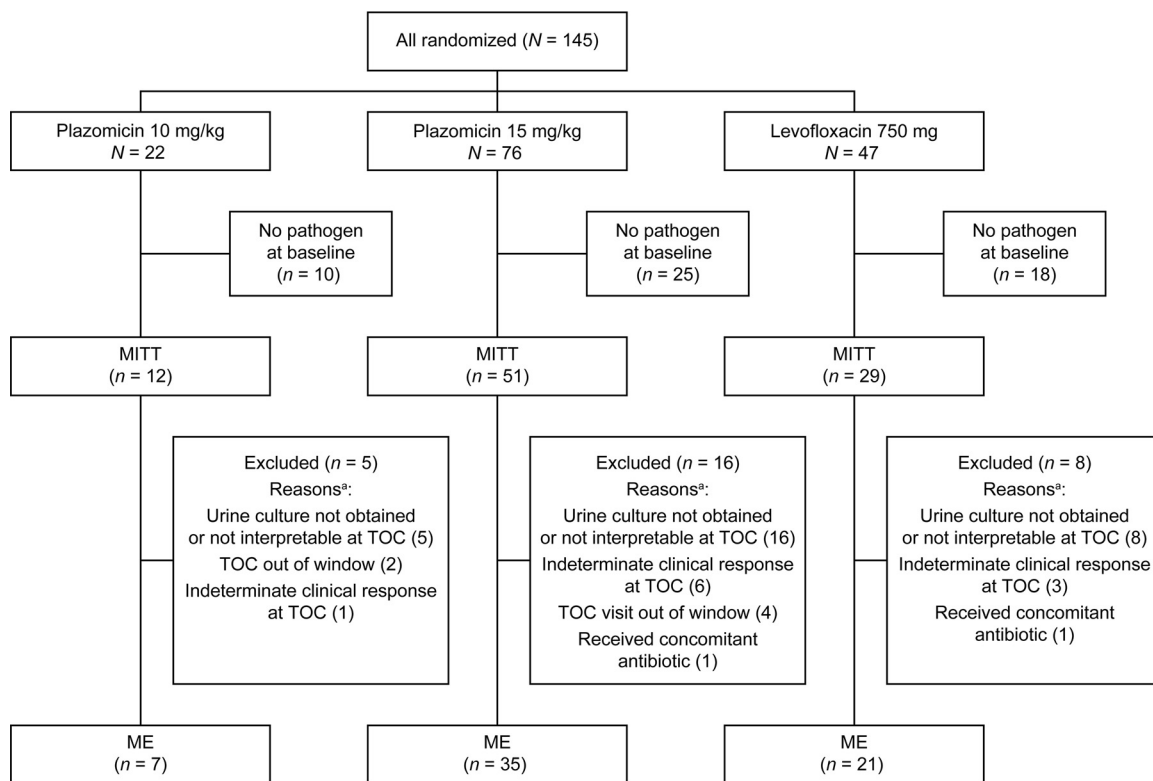 All randomized (N = 145)
Plazomicin 10 mg/kg
N = 22
Plazomicin 15 mg/kg
N = 76
Levofloxacin 750 mg
N = 47
No pathogen
at baseline
(n = 10)
No pathogen
at baseline
(n = 25)
No pathogen
at baseline
(n = 18)
MITT
(n = 12)
MITT
(n = 51)
MITT
(n = 29)
Excluded (n = 5)
Reasonsᵃ:
Urine culture not obtained
or not interpretable at TOC (5)
TOC out of window (2)
Indeterminate clinical response
at TOC (1)
Excluded (n = 16)
Reasonsᵃ:
Urine culture not obtained
or not interpretable at TOC (16)
Indeterminate clinical response
at TOC (6)
TOC visit out of window (4)
Received concomitant
antibiotic (1)
Excluded (n = 8)
Reasonsᵃ:
Urine culture not obtained
or not interpretable at TOC (8)
Indeterminate clinical response
at TOC (3)
Received concomitant
antibiotic (1)
ME
(n = 7)
ME
(n = 35)
ME
(n = 21)